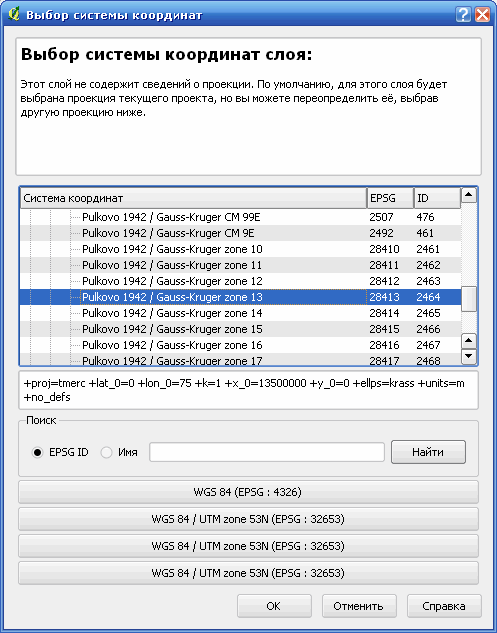 Выбор системы координат
Выбор системы координат слоя:
Этот слой не содержит сведений о проекции. По умолчанию, для этого слоя будет
выбрана проекция текущего проекта, но вы можете переопределить её, выбрав
другую проекцию ниже.
Система координат EPSG ID
Pulkovo 1942 / Gauss-Kruger CM 99E 2507 476
Pulkovo 1942 / Gauss-Kruger CM 9E 2492 461
Pulkovo 1942 / Gauss-Kruger zone 10 28410 2461
Pulkovo 1942 / Gauss-Kruger zone 11 28411 2462
Pulkovo 1942 / Gauss-Kruger zone 12 28412 2463
Pulkovo 1942 / Gauss-Kruger zone 13 28413 2464
Pulkovo 1942 / Gauss-Kruger zone 14 28414 2465
Pulkovo 1942 / Gauss-Kruger zone 15 28415 2466
Pulkovo 1942 / Gauss-Kruger zone 16 28416 2467
Pulkovo 1942 / Gauss-Kruger zone 17 28417 2468
+proj=tmerc +lat_0=0 +lon_0=75 +k=1 +x_0=13500000 +y_0=0 +ellps=krass +units=m
+no_defs
Поиск
EPSG ID Имя Найти
WGS 84 (EPSG : 4326)
WGS 84 / UTM zone 53N (EPSG : 32653)
WGS 84 / UTM zone 53N (EPSG : 32653)
WGS 84 / UTM zone 53N (EPSG : 32653)
OK Отменить Справка